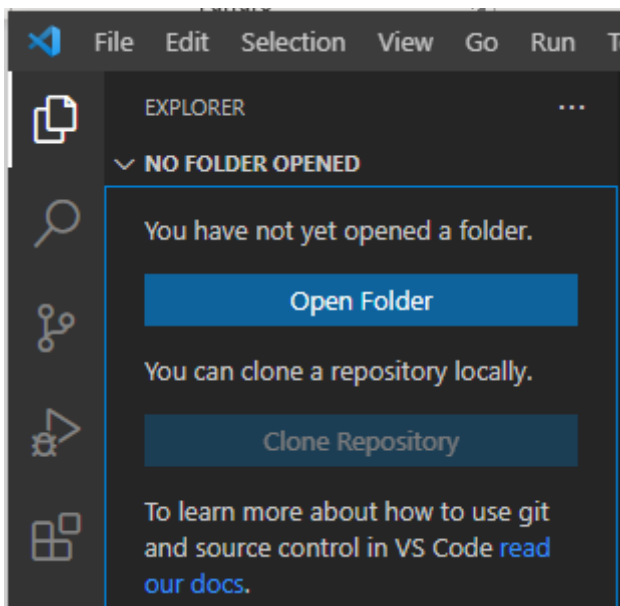 File Edit Selection View Go Run
EXPLORER
NO FOLDER OPENED
You have not yet opened a folder.
Open Folder
You can clone a repository locally.
Clone Repository
To learn more about how to use git
and source control in VS Code read
our docs.